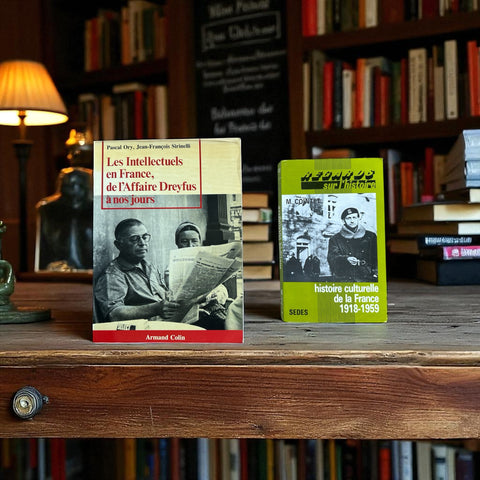 Pascal Ory, Jean-François Sirinelli
Les Intellectuels
en France,
de l'Affaire Dreyfus
à nos jours
Armand Colin
REGARDS
sur l'histoire
histoire culturelle
de la France
1918-1959
SEDES